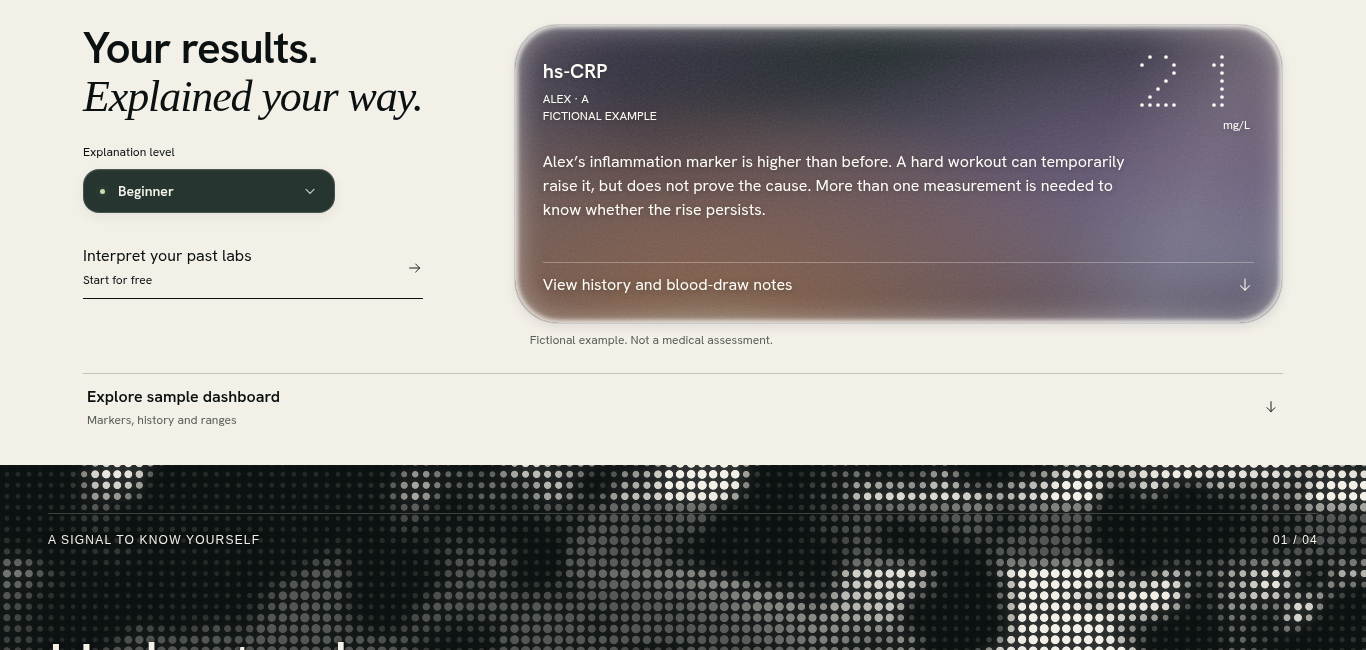 Your results.
Explained your way.
Explanation level
Beginner
Interpret your past labs
Start for free
hs-CRP
ALEX · A
FICTIONAL EXAMPLE
21
mg/L
Alex’s inflammation marker is higher than before. A hard workout can temporarily
raise it, but does not prove the cause. More than one measurement is needed to
know whether the rise persists.
View history and blood-draw notes
Fictional example. Not a medical assessment.
Explore sample dashboard
Markers, history and ranges
A SIGNAL TO KNOW YOURSELF
01 / 04